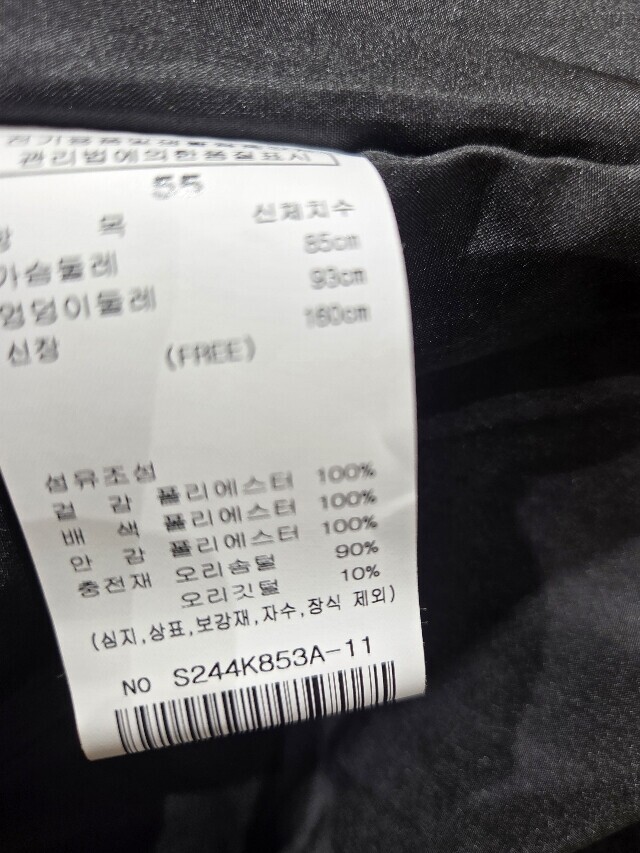 관리법에의한품질표시
55
항 목 신체치수
가슴둘레 85cm
엉덩이둘레 93cm
신장 160cm
(FREE)
섬유조성
겉 감 폴리에스터 100%
배 색 폴리에스터 100%
안 감 폴리에스터 100%
충전재 오리솜털 90%
오리깃털 10%
(심지,상표,보강재,자수,장식 제외)
NO S244K853A-11